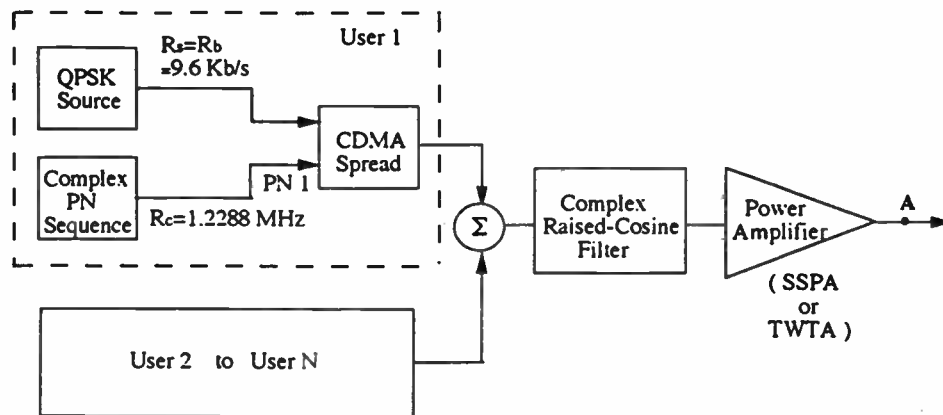 User 1
QPSK
Source
Rs=Rb
=9.6 Kb/s
Complex
PN
Sequence
PN 1
Rc=1.2288 MHz
CDMA
Spread
Σ
Complex
Raised-Cosine
Filter
Power
Amplifier
A
( SSPA
or
TWTA )
User 2 to User N